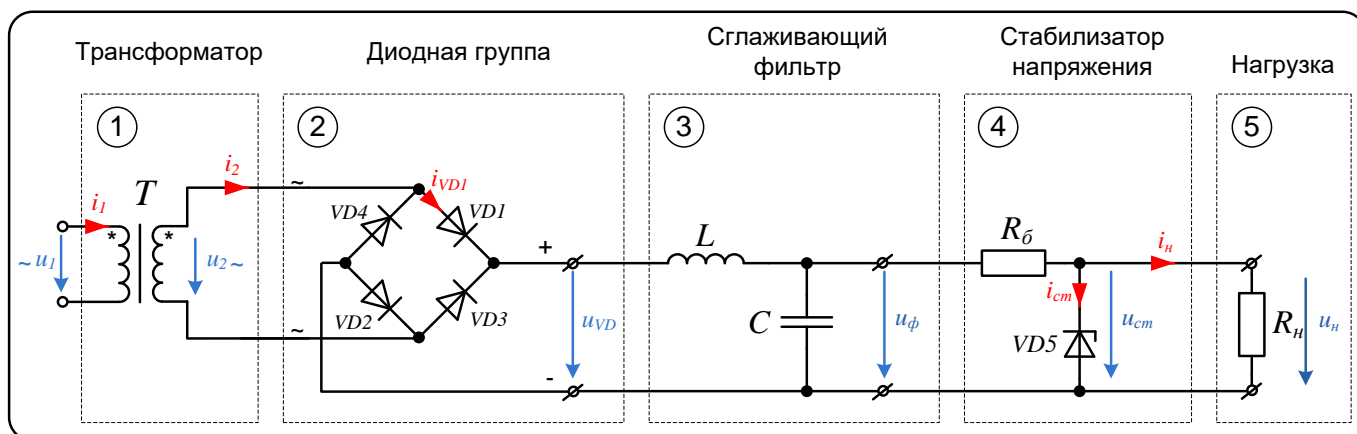 Трансформатор
Диодная группа
Сглаживающий
фильтр
Стабилизатор
напряжения
Нагрузка
1
2
3
4
5
i1
T
i2
* *
~u1
u2~
~
iVD1
VD4
VD1
VD2
VD3
~
+
-
uVD
L
C
uф
Rб
iст
VD5
uст
iн
Rн
uн